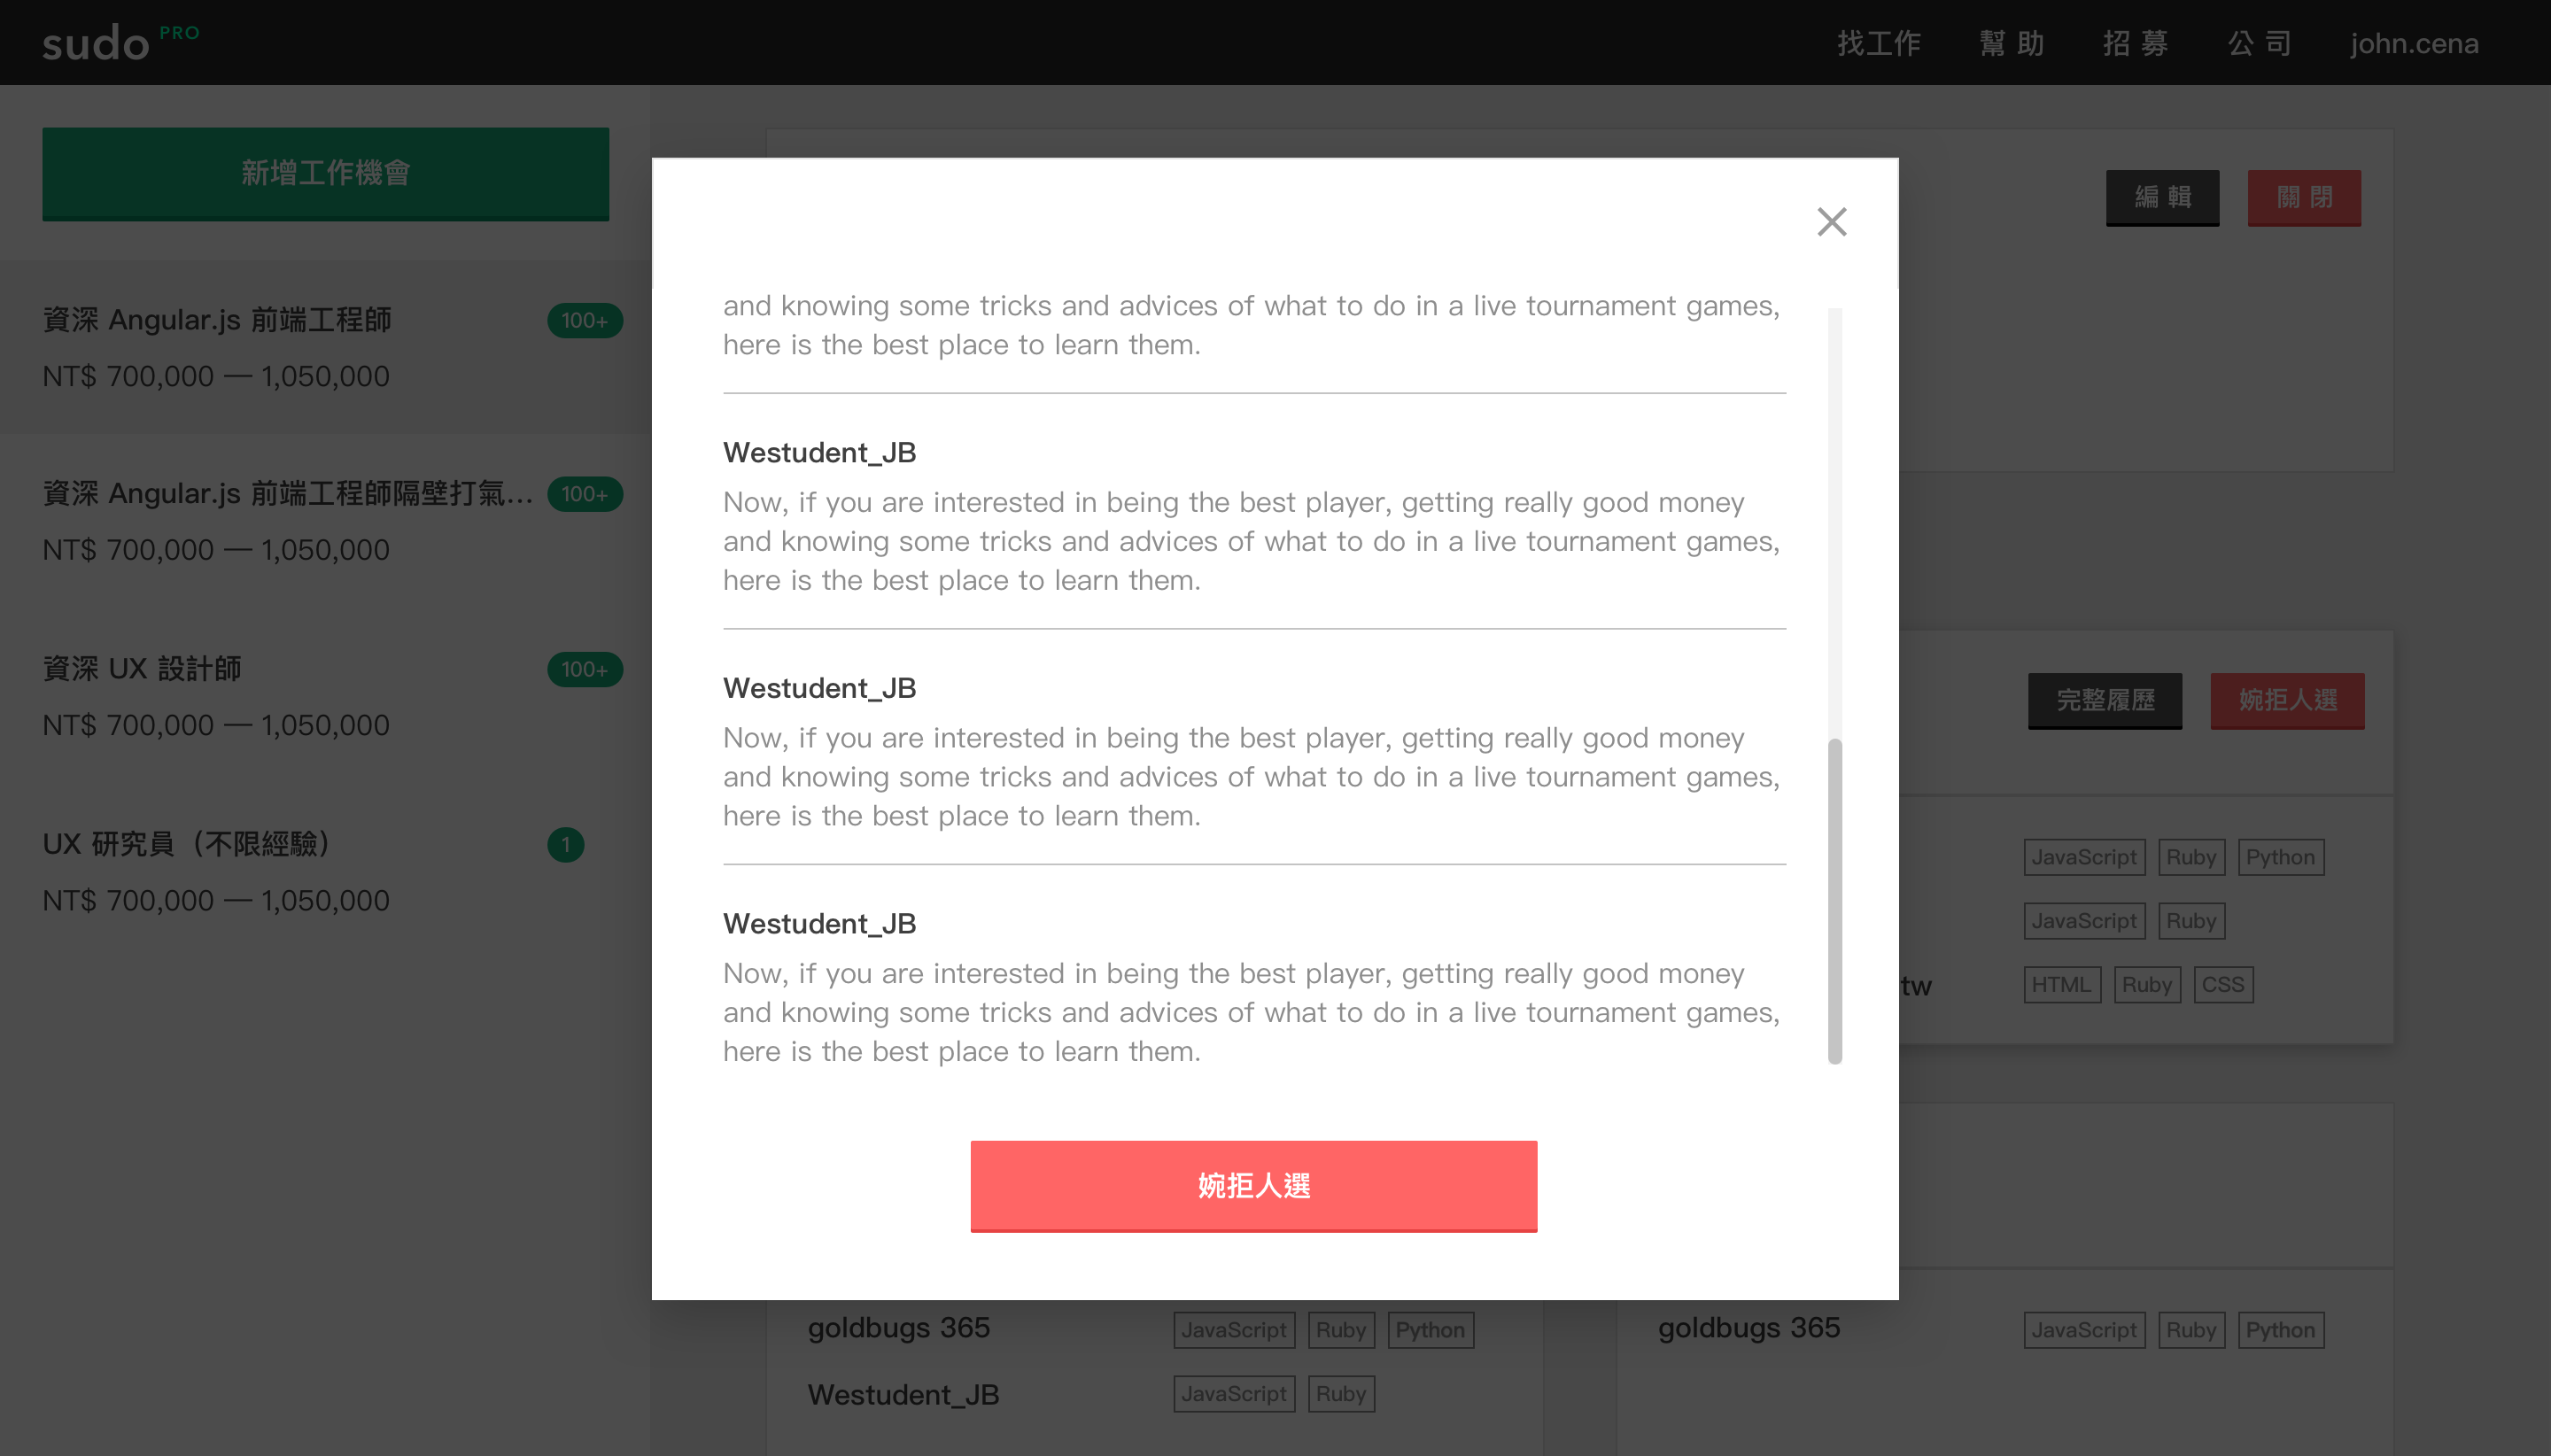 sudo PRO
找工作
幫 助
招 募
公 司
john.cena
新增工作機會
資深 Angular.js 前端工程師
100+
NT$ 700,000 — 1,050,000
資深 Angular.js 前端工程師隔壁打氣...
100+
NT$ 700,000 — 1,050,000
資深 UX 設計師
100+
NT$ 700,000 — 1,050,000
UX 研究員（不限經驗）
1
NT$ 700,000 — 1,050,000
編 輯
關 閉
and knowing some tricks and advices of what to do in a live tournament games,
here is the best place to learn them.
Westudent_JB
Now, if you are interested in being the best player, getting really good money
and knowing some tricks and advices of what to do in a live tournament games,
here is the best place to learn them.
Westudent_JB
Now, if you are interested in being the best player, getting really good money
and knowing some tricks and advices of what to do in a live tournament games,
here is the best place to learn them.
Westudent_JB
Now, if you are interested in being the best player, getting really good money
and knowing some tricks and advices of what to do in a live tournament games,
here is the best place to learn them.
婉拒人選
完整履歷
婉拒人選
JavaScript Ruby Python
JavaScript Ruby
tw
HTML Ruby CSS
goldbugs 365
JavaScript Ruby Python
Westudent_JB
JavaScript Ruby
goldbugs 365
JavaScript Ruby Python